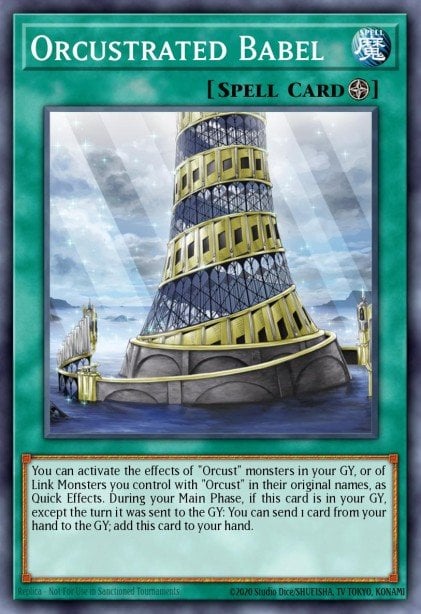 ORCUSTRATED BABEL
SPELL
魔
[SPELL CARD]
You can activate the effects of "Orcust" monsters in your GY, or of
Link Monsters you control with "Orcust" in their original names, as
Quick Effects. During your Main Phase, if this card is in your GY,
except the turn it was sent to the GY: You can send 1 card from your
hand to the GY; add this card to your hand.
Replica - Not For Use in Sanctioned Tournaments
©2020 Studio Dice/SHUEISHA, TV TOKYO, KONAMI